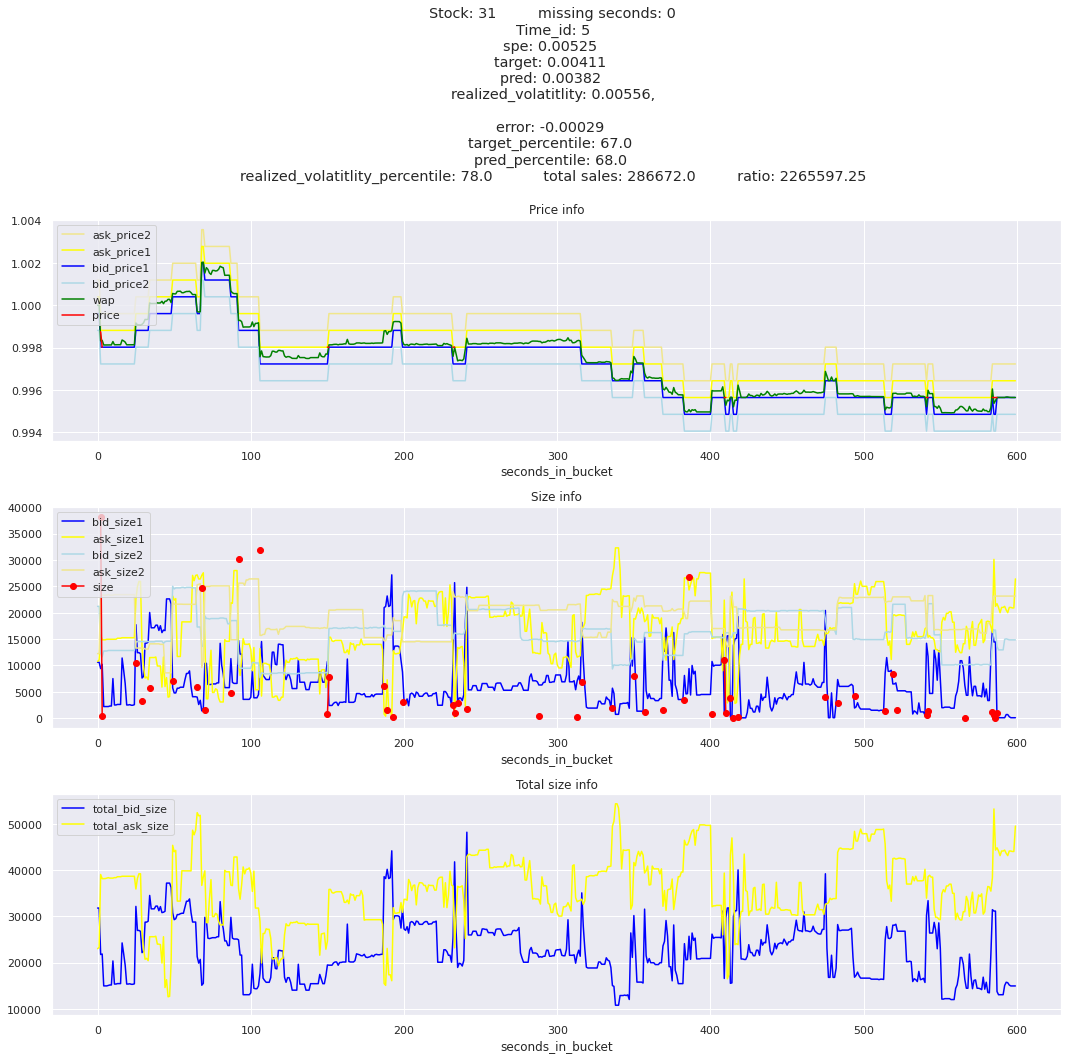 Stock: 31 missing seconds: 0
Time_id: 5
spe: 0.00525
target: 0.00411
pred: 0.00382
realized_volatitlity: 0.00556,
error: -0.00029
target_percentile: 67.0
pred_percentile: 68.0
realized_volatitlity_percentile: 78.0 total sales: 286672.0 ratio: 2265597.25
Price info
1.004
1.002
1.000
0.998
0.996
0.994
ask_price2
ask_price1
bid_price1
bid_price2
wap
price
0 100 200 300 400 500 600
seconds_in_bucket
Size info
40000
35000
30000
25000
20000
15000
10000
5000
0
bid_size1
ask_size1
bid_size2
ask_size2
size
0 100 200 300 400 500 600
seconds_in_bucket
Total size info
50000
40000
30000
20000
10000
total_bid_size
total_ask_size
0 100 200 300 400 500 600
seconds_in_bucket